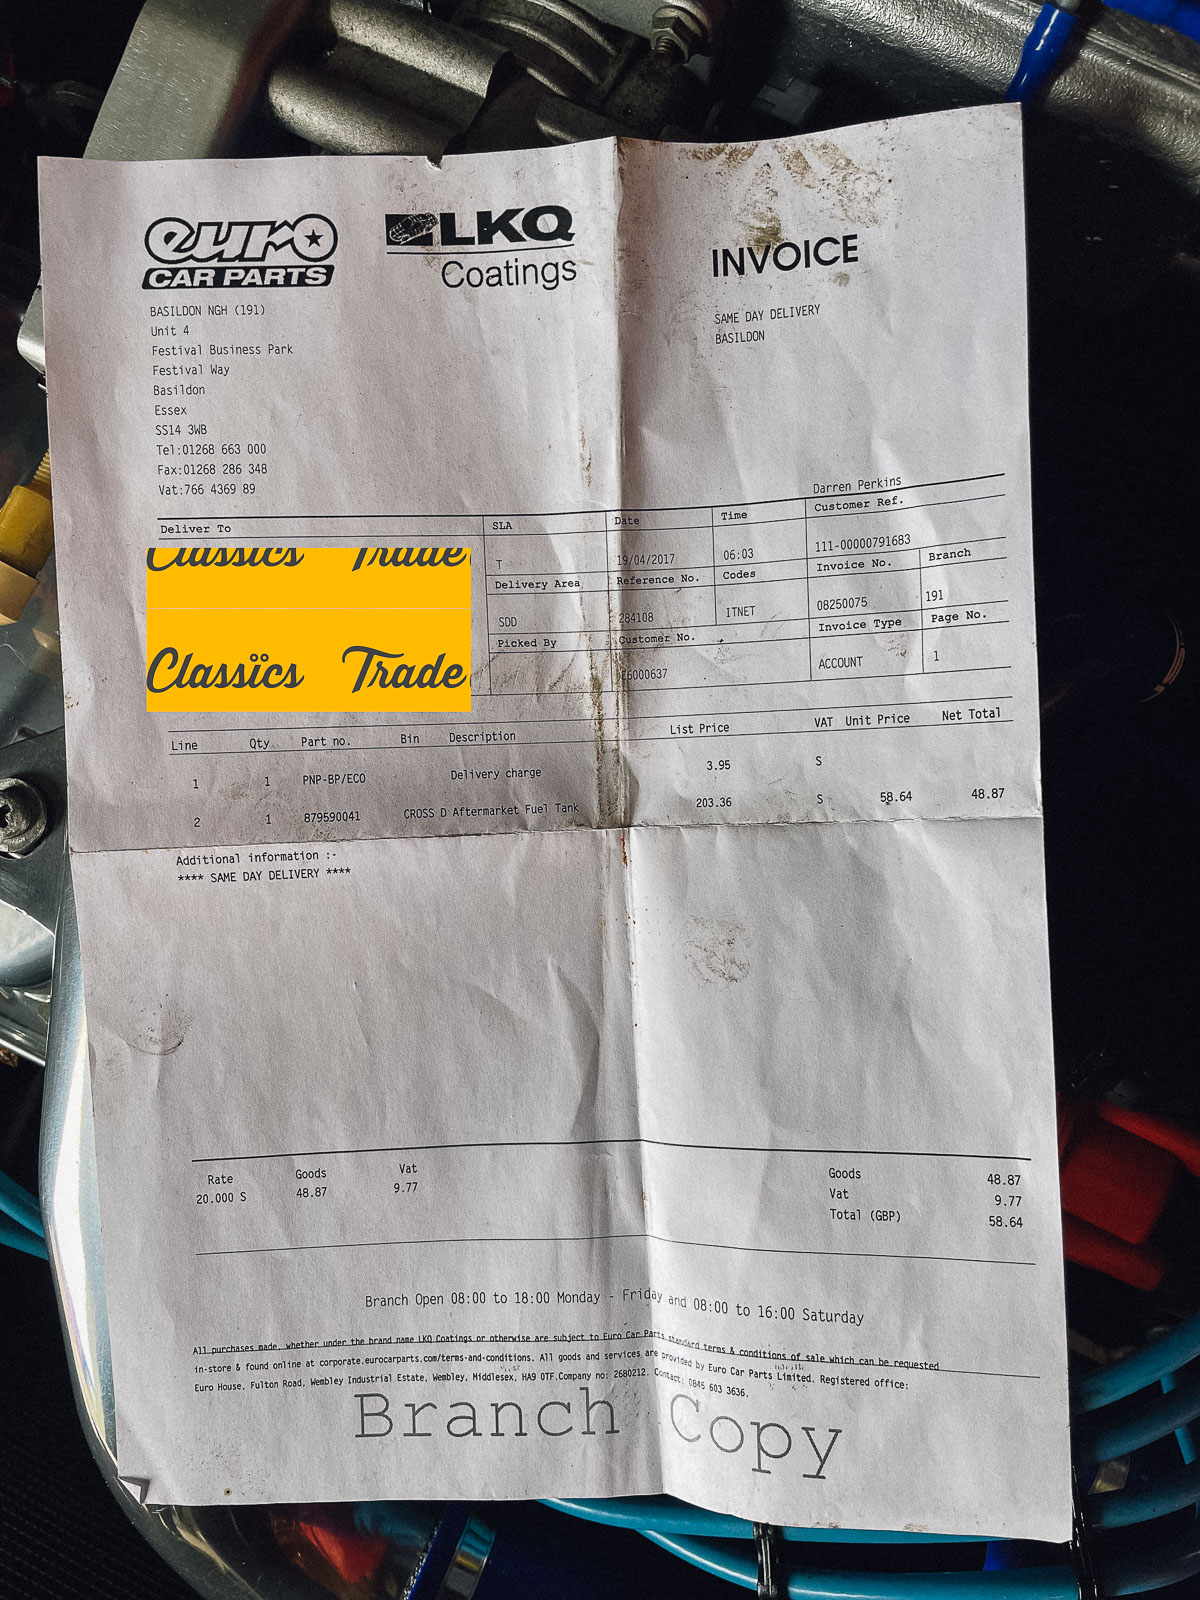 euro
CAR PARTS
LKQ
Coatings
INVOICE
BASILDON NGH (191)
Unit 4
Festival Business Park
Festival Way
Basildon
Essex
SS14 3WB
Tel:01268 663 000
Fax:01268 286 348
Vat:766 4369 89
SAME DAY DELIVERY
BASILDON
Darren Perkins
Deliver To
SLA
Date
Time
Customer Ref.
T
19/04/2017
06:03
111-00000791683
Delivery Area
Reference No.
Codes
Invoice No.
Branch
SDD
284108
ITNET
08250075
191
Picked By
Customer No.
Invoice Type
Page No.
E6000637
ACCOUNT
1
Classics Trade
Classics Trade
Line Qty Part no. Bin Description List Price VAT Unit Price Net Total
1 1 PNP-BP/ECO Delivery charge 3.95 S
2 1 879590041 CROSS D Aftermarket Fuel Tank 203.36 S 58.64 48.87
Additional information :-
**** SAME DAY DELIVERY ****
Rate Goods Vat
20.000 S 48.87 9.77
Goods 48.87
Vat 9.77
Total (GBP) 58.64
Branch Open 08:00 to 18:00 Monday - Friday and 08:00 to 16:00 Saturday
All purchases made, whether under the brand name LKQ Coatings or otherwise are subject to Euro Car Parts standard terms & conditions of sale which can be requested
in-store & found online at corporate.eurocarparts.com/terms-and-conditions. All goods and services are provided by Euro Car Parts Limited. Registered office:
Euro House, Fulton Road, Wembley Industrial Estate, Wembley, Middlesex, HA9 0TF.Company no: 2680212. Contact: 0845 603 3636.
Branch Copy